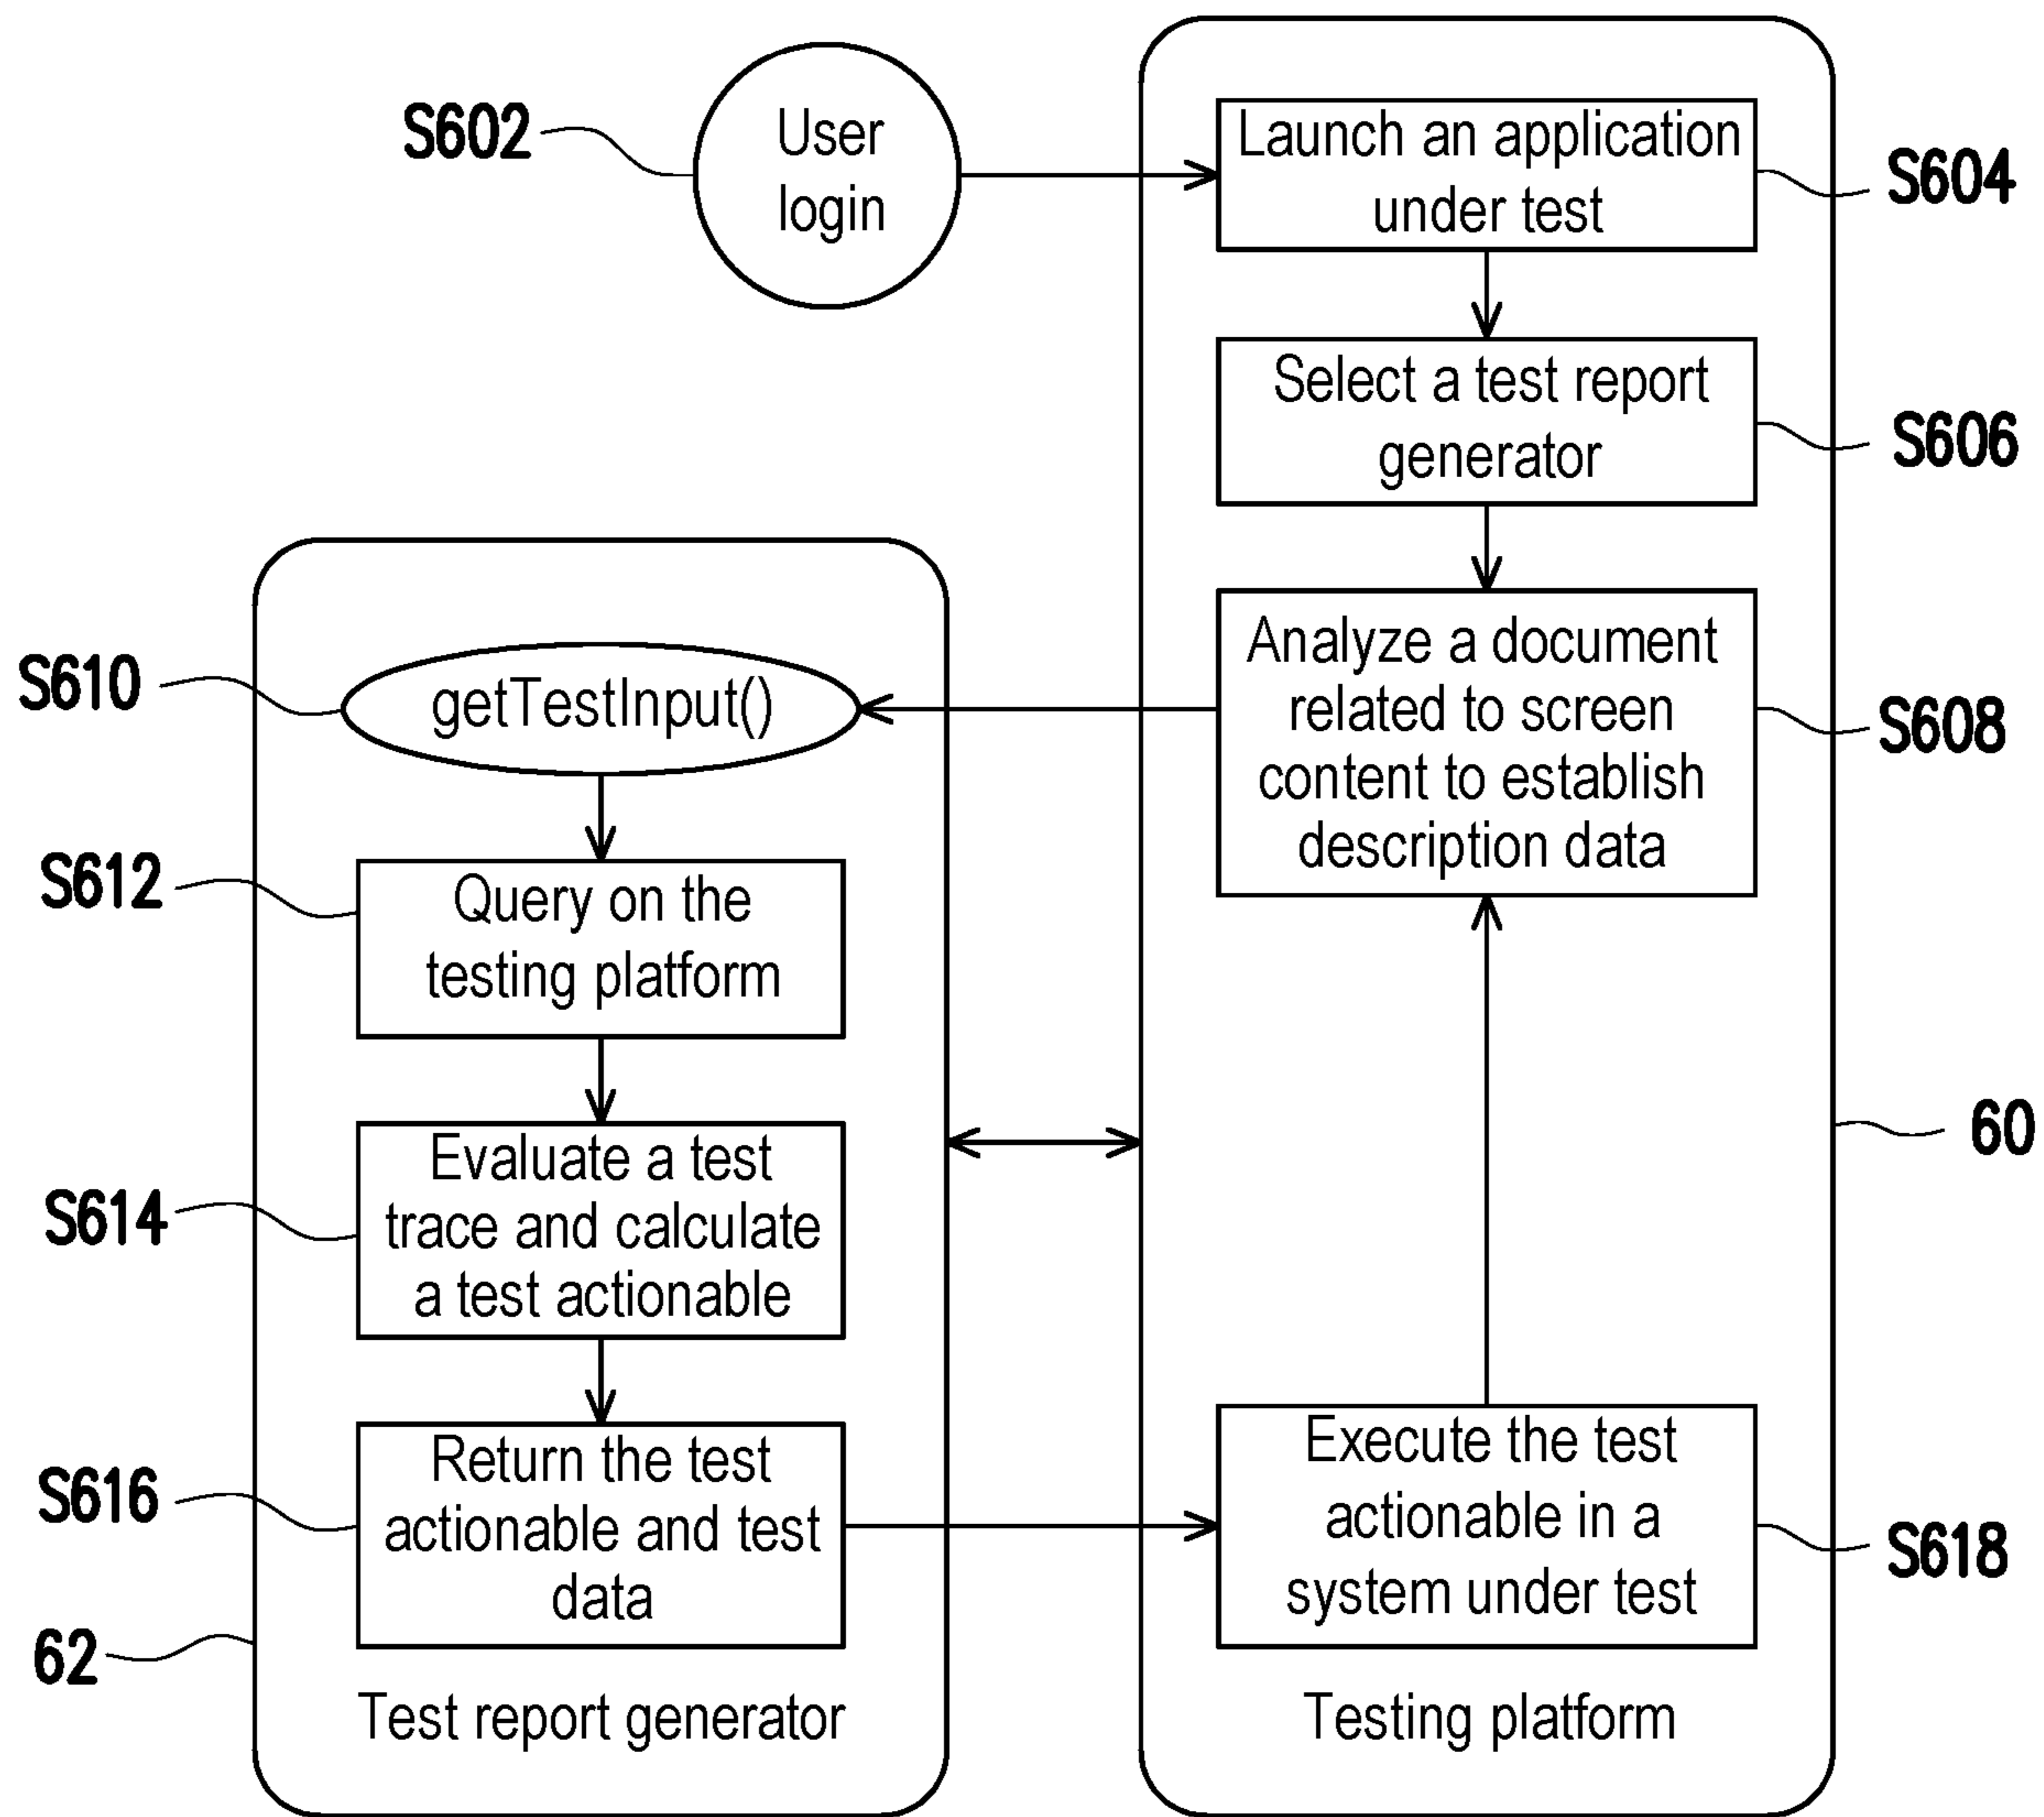 S602
User
login
Launch an application
under test
S604
Select a test report
generator
S606
Analyze a document
related to screen
content to establish
description data
S608
S610
getTestInput()
S612
Query on the
testing platform
S614
Evaluate a test
trace and calculate
a test actionable
60
S616
Return the test
actionable and test
data
Execute the test
actionable in a
system under test
S618
62
Test report generator
Testing platform